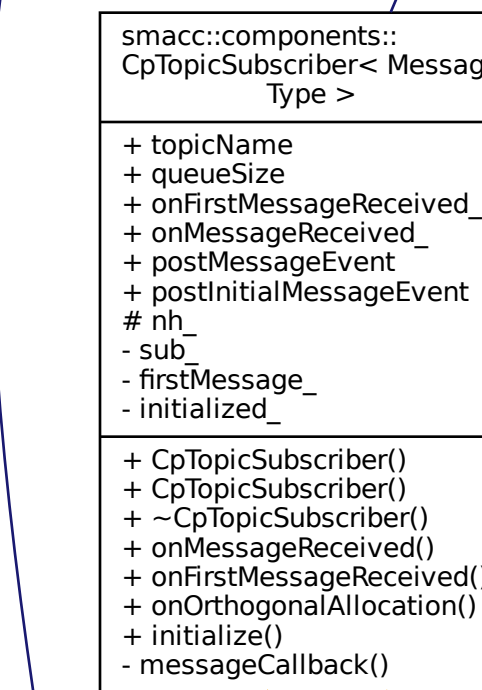 smacc::components::
CpTopicSubscriber< Messag
Type >
+ topicName
+ queueSize
+ onFirstMessageReceived_
+ onMessageReceived_
+ postMessageEvent
+ postInitialMessageEvent
# nh_
- sub_
- firstMessage_
- initialized_
+ CpTopicSubscriber()
+ CpTopicSubscriber()
+ ~CpTopicSubscriber()
+ onMessageReceived()
+ onFirstMessageReceived()
+ onOrthogonalAllocation()
+ initialize()
- messageCallback()